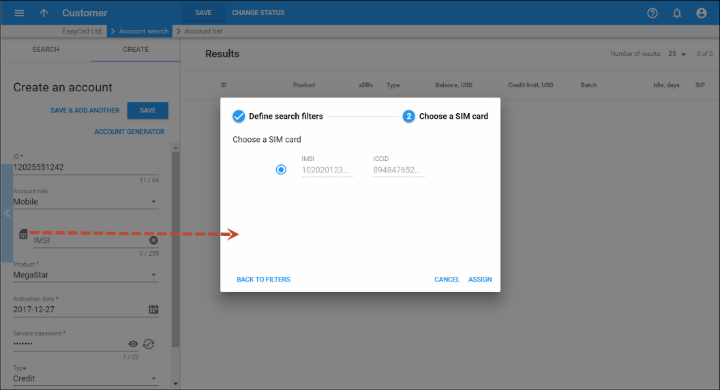 Customer
SAVE
CHANGE STATUS
EasyCall Ltd.
Account search
Account list
SEARCH
CREATE
Results
Number of results: 25
0 of 0
Create an account
ID
Product
xDRs
Type
Balance, USD
Credit limit, USD
Batch
Idle, days
SIP
SAVE & ADD ANOTHER
SAVE
ACCOUNT GENERATOR
Define search filters
2
Choose a SIM card
Choose a SIM card
IMSI
ICCID
102020123...
894847652...
BACK TO FILTERS
CANCEL
ASSIGN
ID *
12025551242
11 / 64
Account role
Mobile
IMSI
0 / 255
Product *
MegaStar
Activation date *
2017-12-27
Service password *
•••••••
7 / 32
Type
Credit